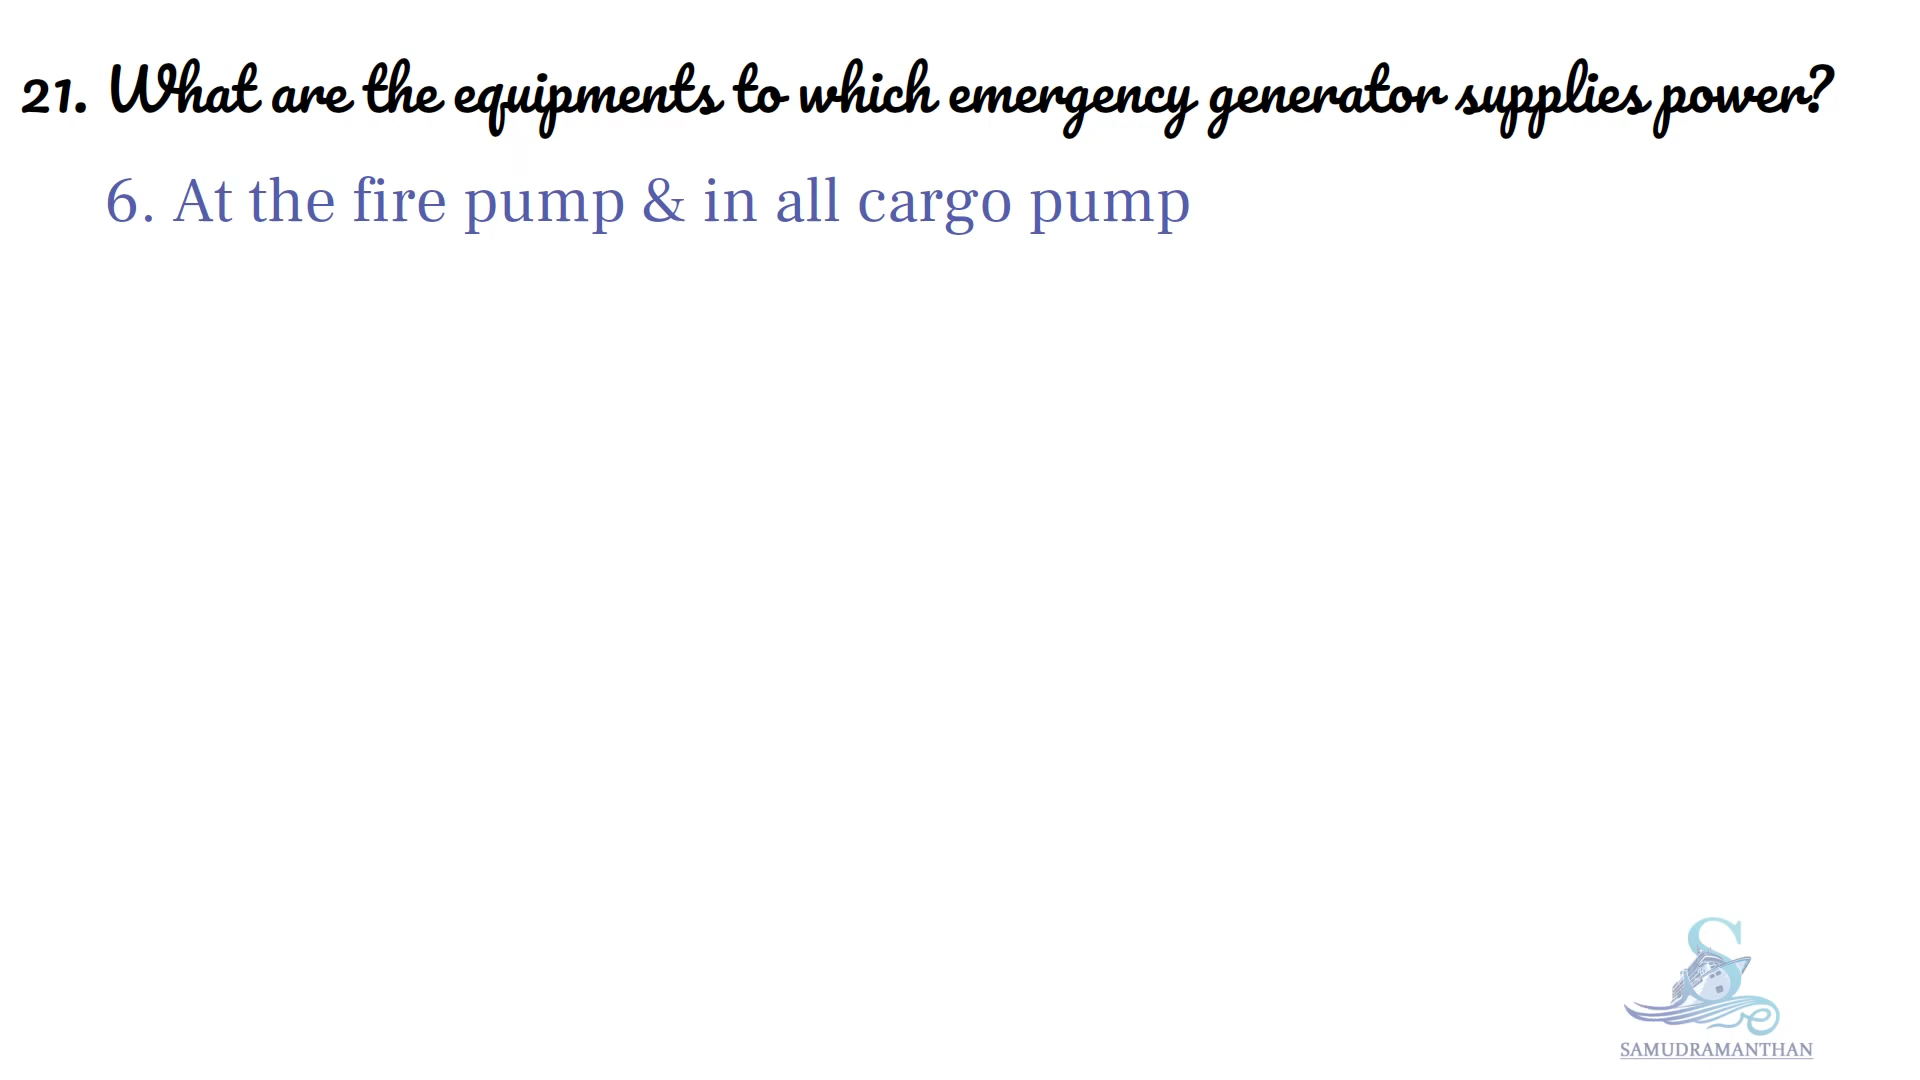 21. What are the equipments to which emergency generator supplies power?
6. At the fire pump & in all cargo pump
SAMUDRAMANTHAN